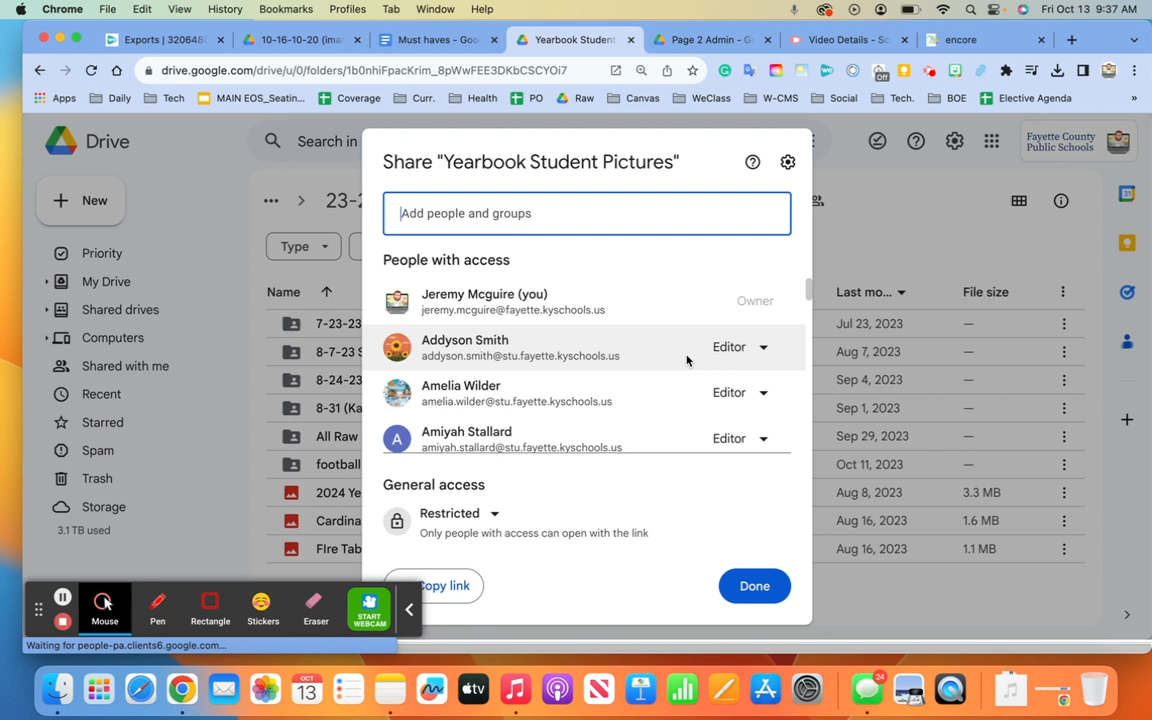 Chrome File Edit View History Bookmarks Profiles Tab Window Help Fri Oct 13 9:37 AM
Exports | 320648 10-16-10-20 (ima Must haves - Goo Yearbook Student Page 2 Admin - G Video Details - Sc encore
drive.google.com/drive/u/0/folders/1b0nhiFpacKrim_8pWwFEE3DKbCSCYOi7 Off
Apps Daily Tech MAIN EOS_Seatin... Coverage Curr. Health PO Raw Canvas WeClass W-CMS Social Tech. BOE Elective Agenda »
Drive
Search in
Fayette County
Public Schools
New
23-2
Type
Priority
My Drive
Shared drives
Computers
Shared with me
Recent
Starred
Spam
Trash
Storage
3.1 TB used
Name Last mo... File size
7-23-23 Jul 23, 2023 —
8-7-23 S Aug 7, 2023 —
8-24-23 Sep 4, 2023 —
8-31 (Ka Sep 1, 2023 —
All Raw Sep 29, 2023 —
football Oct 11, 2023 —
2024 Ye Aug 8, 2023 3.3 MB
Cardina Aug 16, 2023 1.6 MB
FIre Tab Aug 16, 2023 1.1 MB
Share "Yearbook Student Pictures"
Add people and groups
People with access
Jeremy Mcguire (you)
jeremy.mcguire@fayette.kyschools.us
Owner
Addyson Smith
addyson.smith@stu.fayette.kyschools.us
Editor
Amelia Wilder
amelia.wilder@stu.fayette.kyschools.us
Editor
A
Amiyah Stallard
amiyah.stallard@stu.fayette.kyschools.us
Editor
General access
Restricted
Only people with access can open with the link
Copy link
Done
Mouse Pen Rectangle Stickers Eraser START
WEBCAM
Waiting for people-pa.clients6.google.com...
OCT
13
tv
24